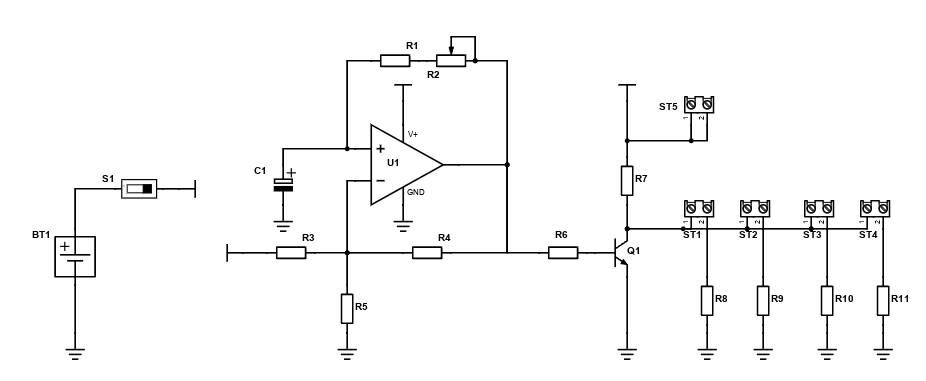 R1
R2
ST5
1
2
V+
U1
C1
S1
GND
R7
BT1
R3
R4
R6
Q1
1
2
1
2
1
2
1
2
ST1
ST2
ST3
ST4
R5
R8
R9
R10
R11